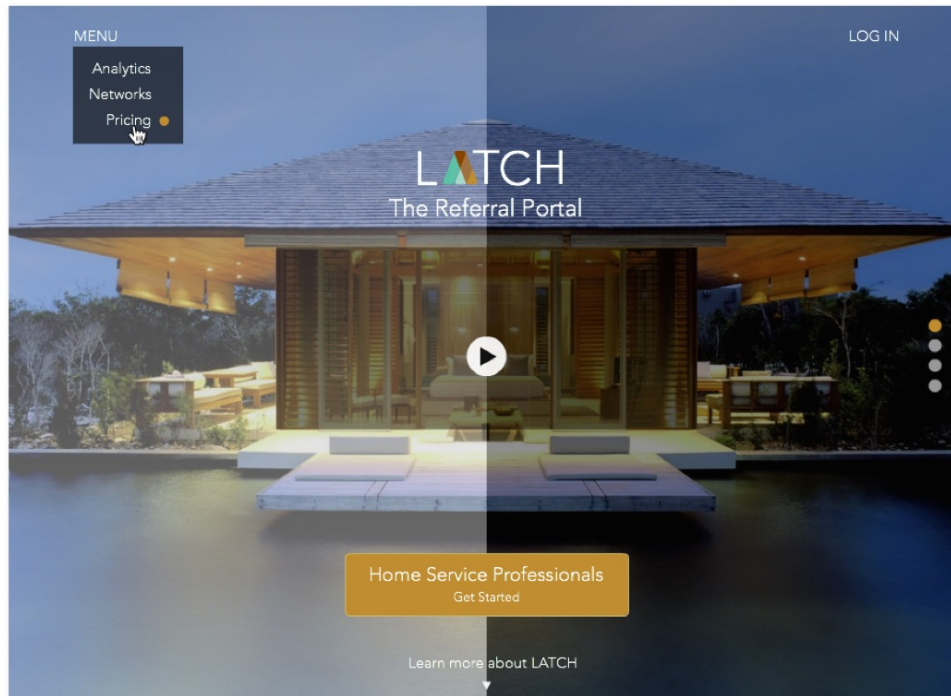 MENU
LOG IN
Analytics
Networks
Pricing
LATCH
The Referral Portal
Home Service Professionals
Get Started
Learn more about LATCH